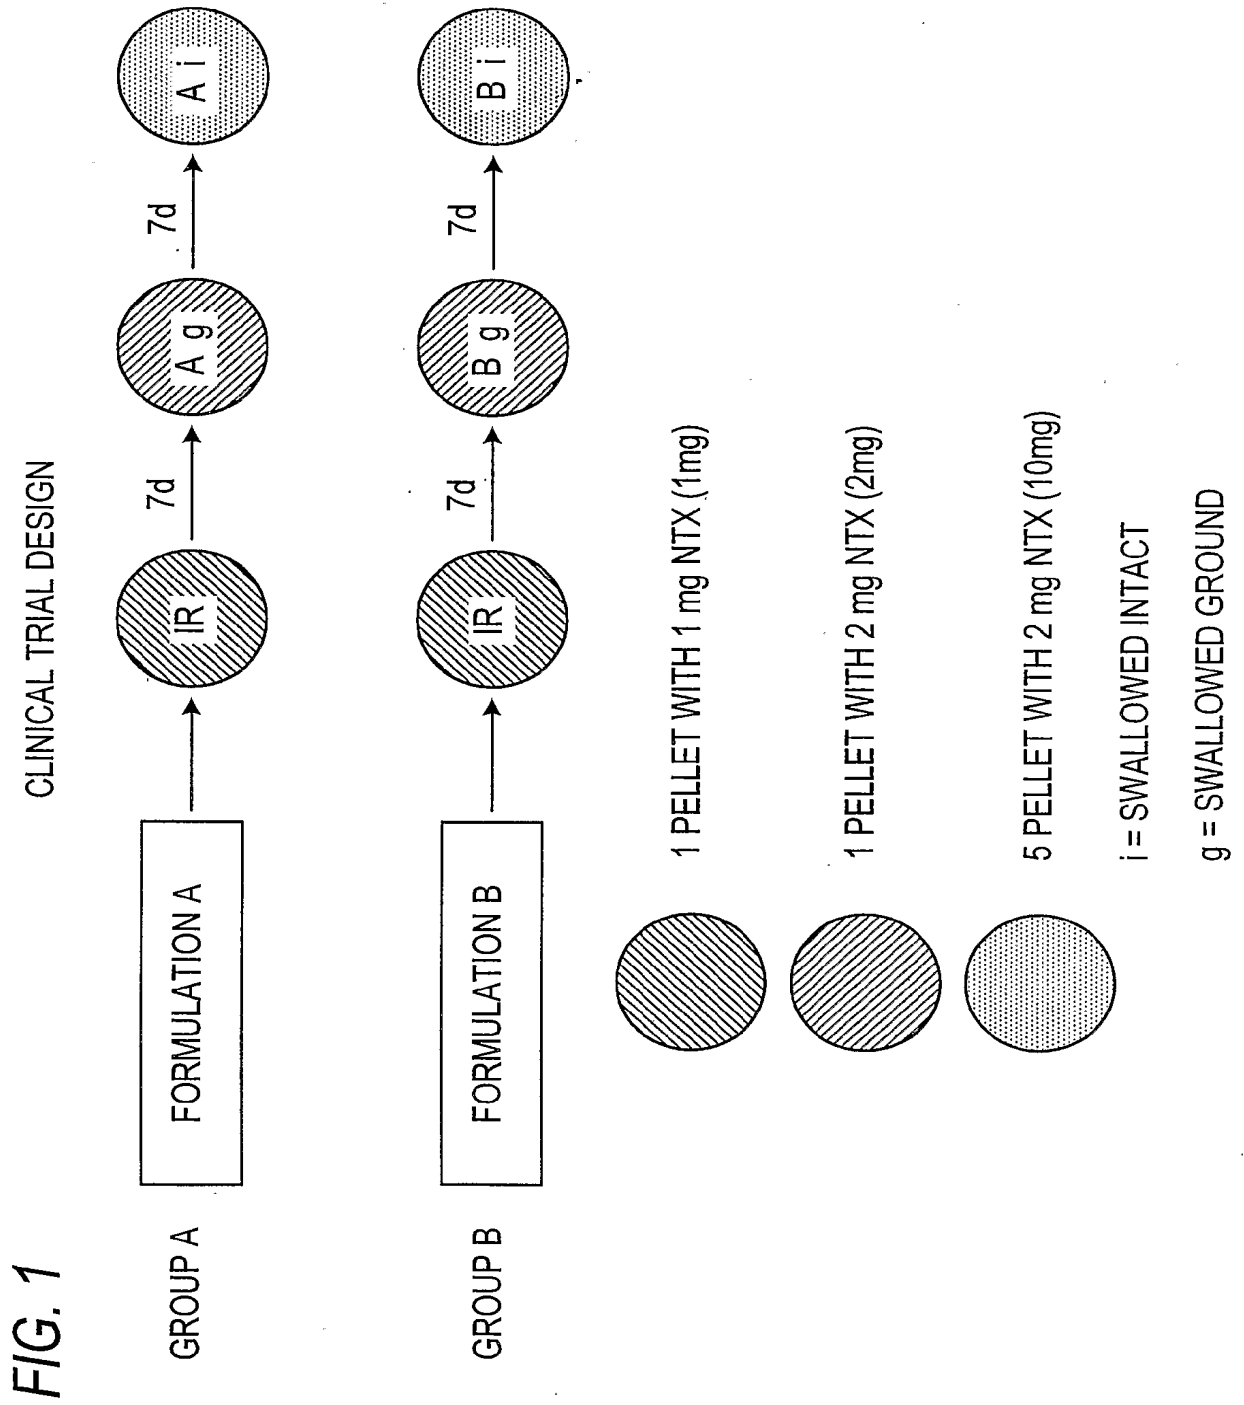 FIG. 1
CLINICAL TRIAL DESIGN
GROUP A
FORMULATION A
IR
7d
A g
7d
A i
GROUP B
FORMULATION B
IR
7d
B g
7d
B i
1 PELLET WITH 1 mg NTX (1mg)
1 PELLET WITH 2 mg NTX (2mg)
5 PELLET WITH 2 mg NTX (10mg)
i = SWALLOWED INTACT
g = SWALLOWED GROUND